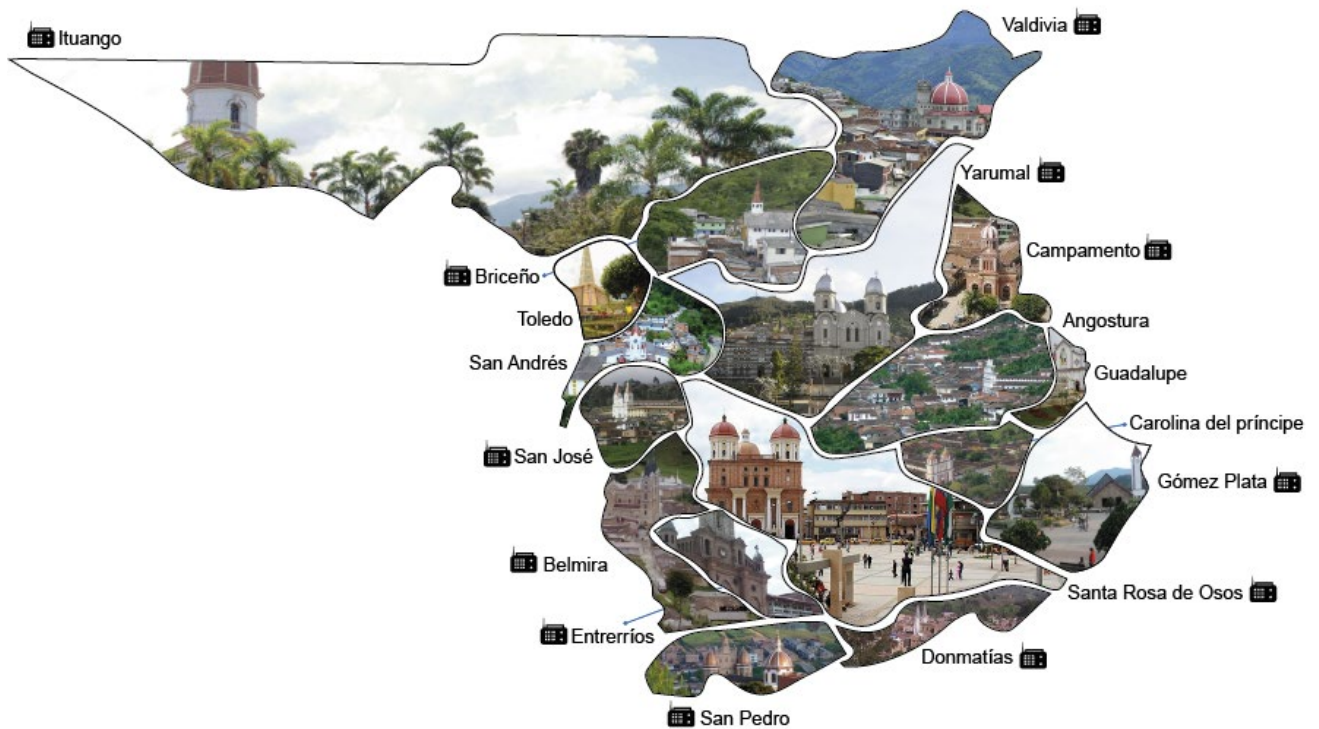 Ituango
Valdivia
Yarumal
Campamento
Briceño
Toledo
Angostura
San Andrés
Guadalupe
Carolina del príncipe
San José
Gómez Plata
Belmira
Santa Rosa de Osos
Entrerríos
Donmatías
San Pedro